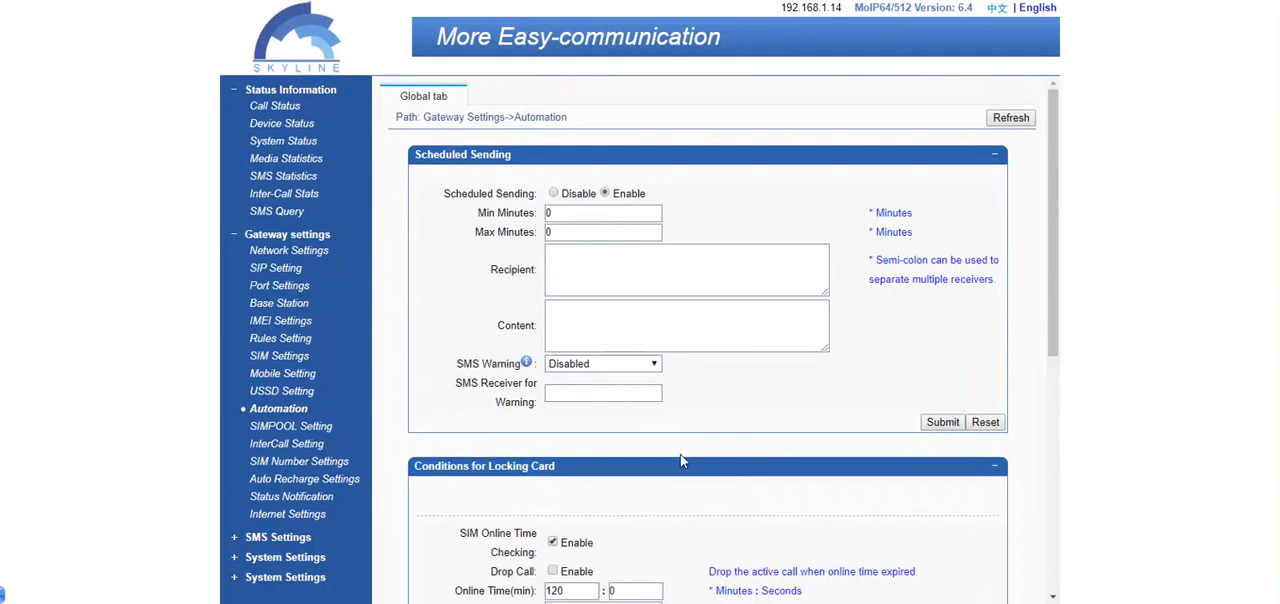 192.168.1.14 MoIP64/512 Version: 6.4 中文 | English
SKYLINE
More Easy-communication
− Status Information
Call Status
Device Status
System Status
Media Statistics
SMS Statistics
Inter-Call Stats
SMS Query
− Gateway settings
Network Settings
SIP Setting
Port Settings
Base Station
IMEI Settings
Rules Setting
SIM Settings
Mobile Setting
USSD Setting
• Automation
SIMPOOL Setting
InterCall Setting
SIM Number Settings
Auto Recharge Settings
Status Notification
Internet Settings
+ SMS Settings
+ System Settings
+ System Settings
Global tab
Path: Gateway Settings->Automation
Refresh
Scheduled Sending −
Scheduled Sending: Disable Enable
Min Minutes: 0 * Minutes
Max Minutes: 0 * Minutes
Recipient: * Semi-colon can be used to
separate multiple receivers.
Content:
SMS Warning : Disabled
SMS Receiver for
Warning:
Submit Reset
Conditions for Locking Card −
SIM Online Time
Checking: Enable
Drop Call: Enable Drop the active call when online time expired.
Online Time(min): 120 : 0 * Minutes : Seconds